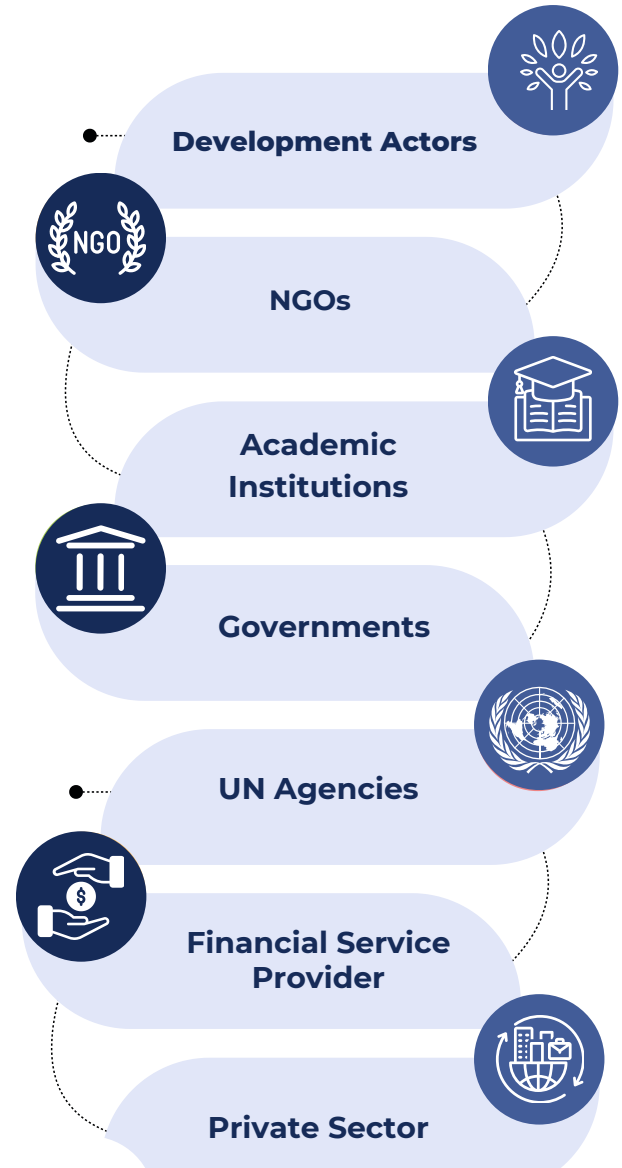 Development Actors
NGO
NGOs
Academic
Institutions
Governments
UN Agencies
$
Financial Service
Provider
Private Sector